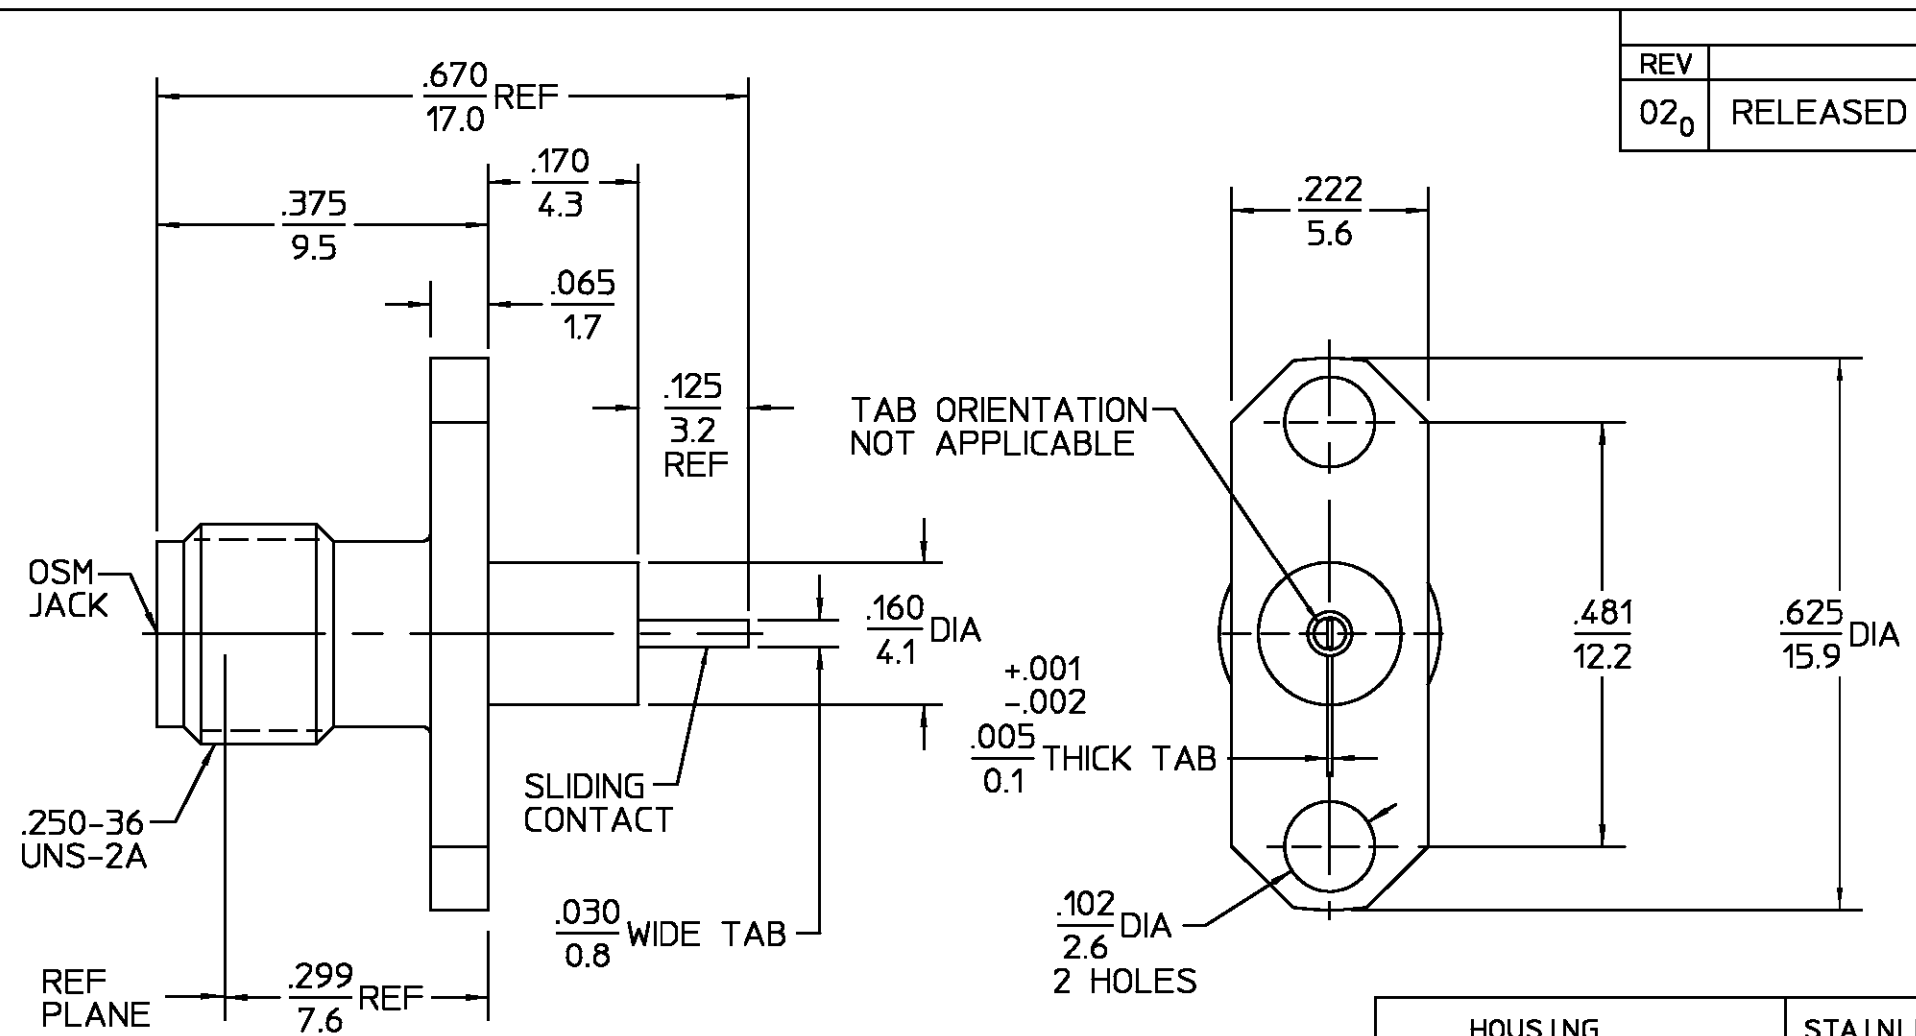 REV
02₀ RELEASED
.670
17.0
REF
.170
4.3
.375
9.5
.065
1.7
.125
3.2
REF
.222
5.6
TAB ORIENTATION
NOT APPLICABLE
OSM
JACK
.160
4.1
DIA
+.001
-.002
.005
0.1
THICK TAB
.481
12.2
.625
15.9
DIA
SLIDING
CONTACT
.250-36
UNS-2A
.030
0.8
WIDE TAB
.102
2.6
DIA
2 HOLES
REF
PLANE
.299
7.6
REF
HOUSING